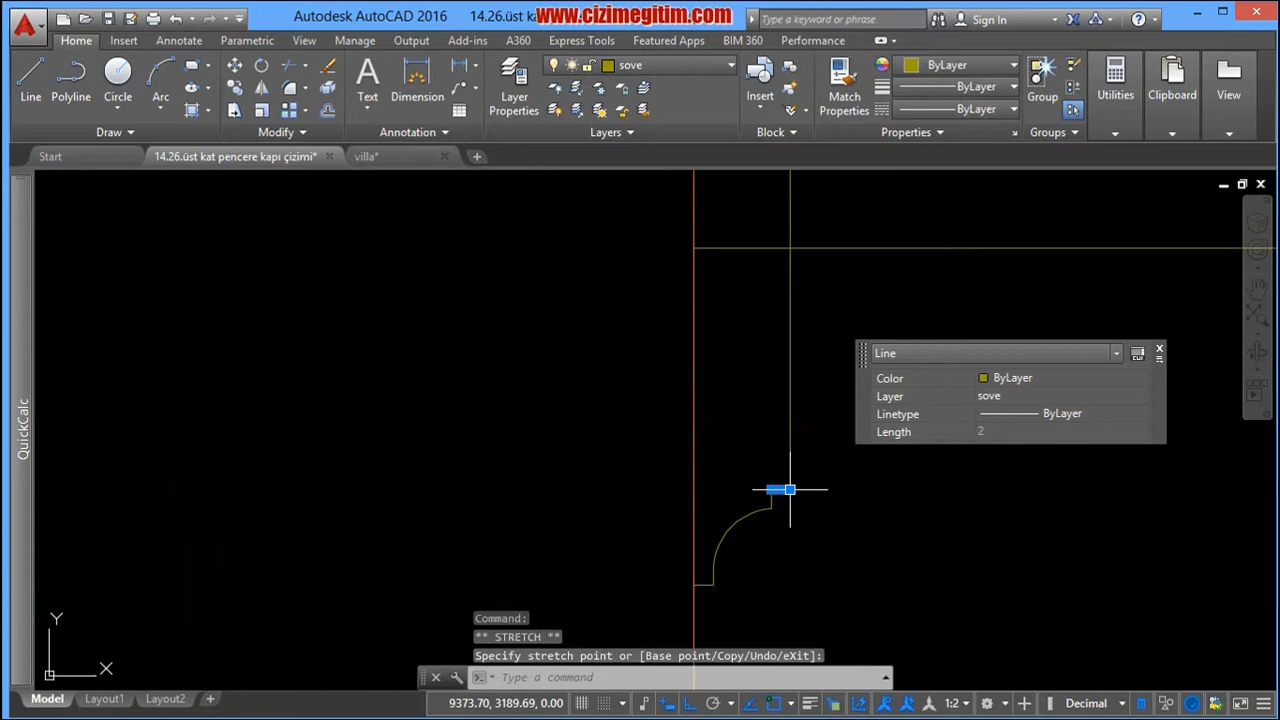 Autodesk AutoCAD 2016 14.26.üst k
www.cizimegitim.com
Type a keyword or phrase
Sign In
Home Insert Annotate Parametric View Manage Output Add-ins A360 Express Tools Featured Apps BIM 360 Performance
sove
ByLayer
Line Polyline Circle Arc Text Dimension Layer Properties Insert Match Properties ByLayer Group Utilities Clipboard View
ByLayer
Draw Modify Annotation Layers Block Properties Groups
Start 14.26.üst kat pencere kapı çizimi* villa*
QuickCalc
Line
Color ByLayer
Layer sove
Linetype ByLayer
Length 2
Y
X
Command:
** STRETCH **
Specify stretch point or [Base point/Copy/Undo/eXit]:
Type a command
Model Layout1 Layout2
9373.70, 3189.69, 0.00
1:2
Decimal